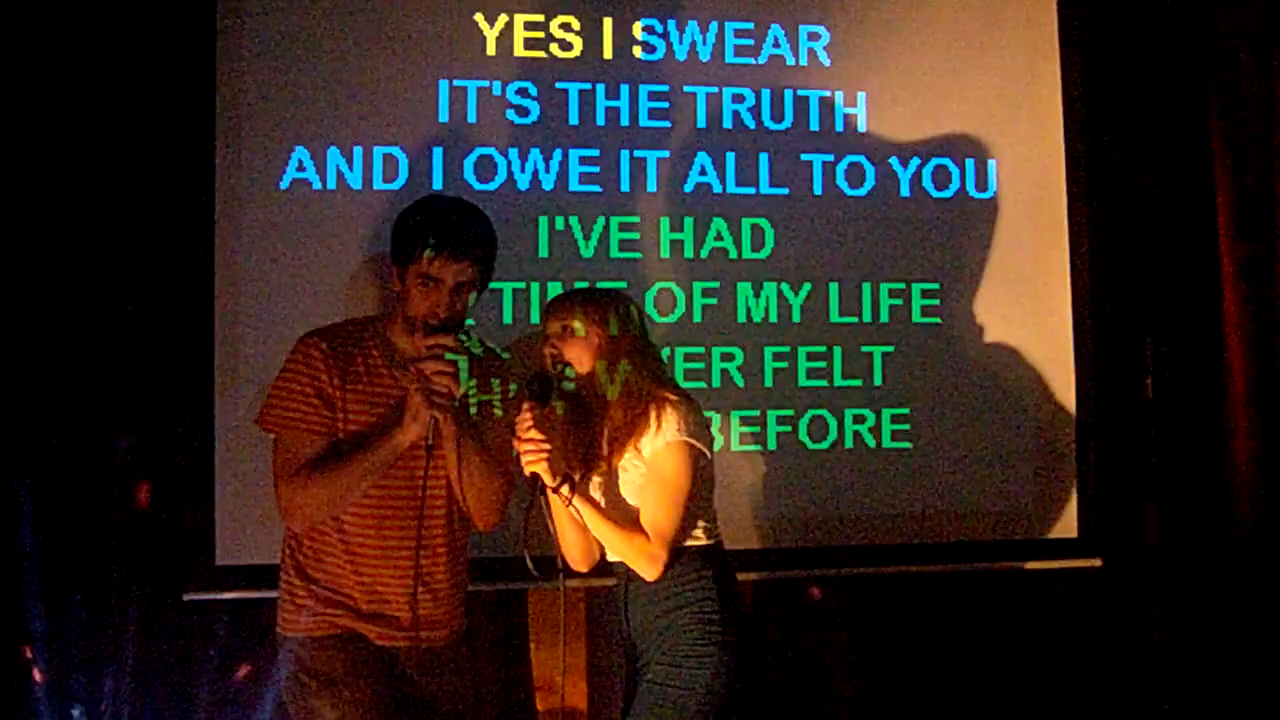 YES I SWEAR
IT'S THE TRUTH
AND I OWE IT ALL TO YOU
I'VE HAD
TIME OF MY LIFE
FELT
BEFORE